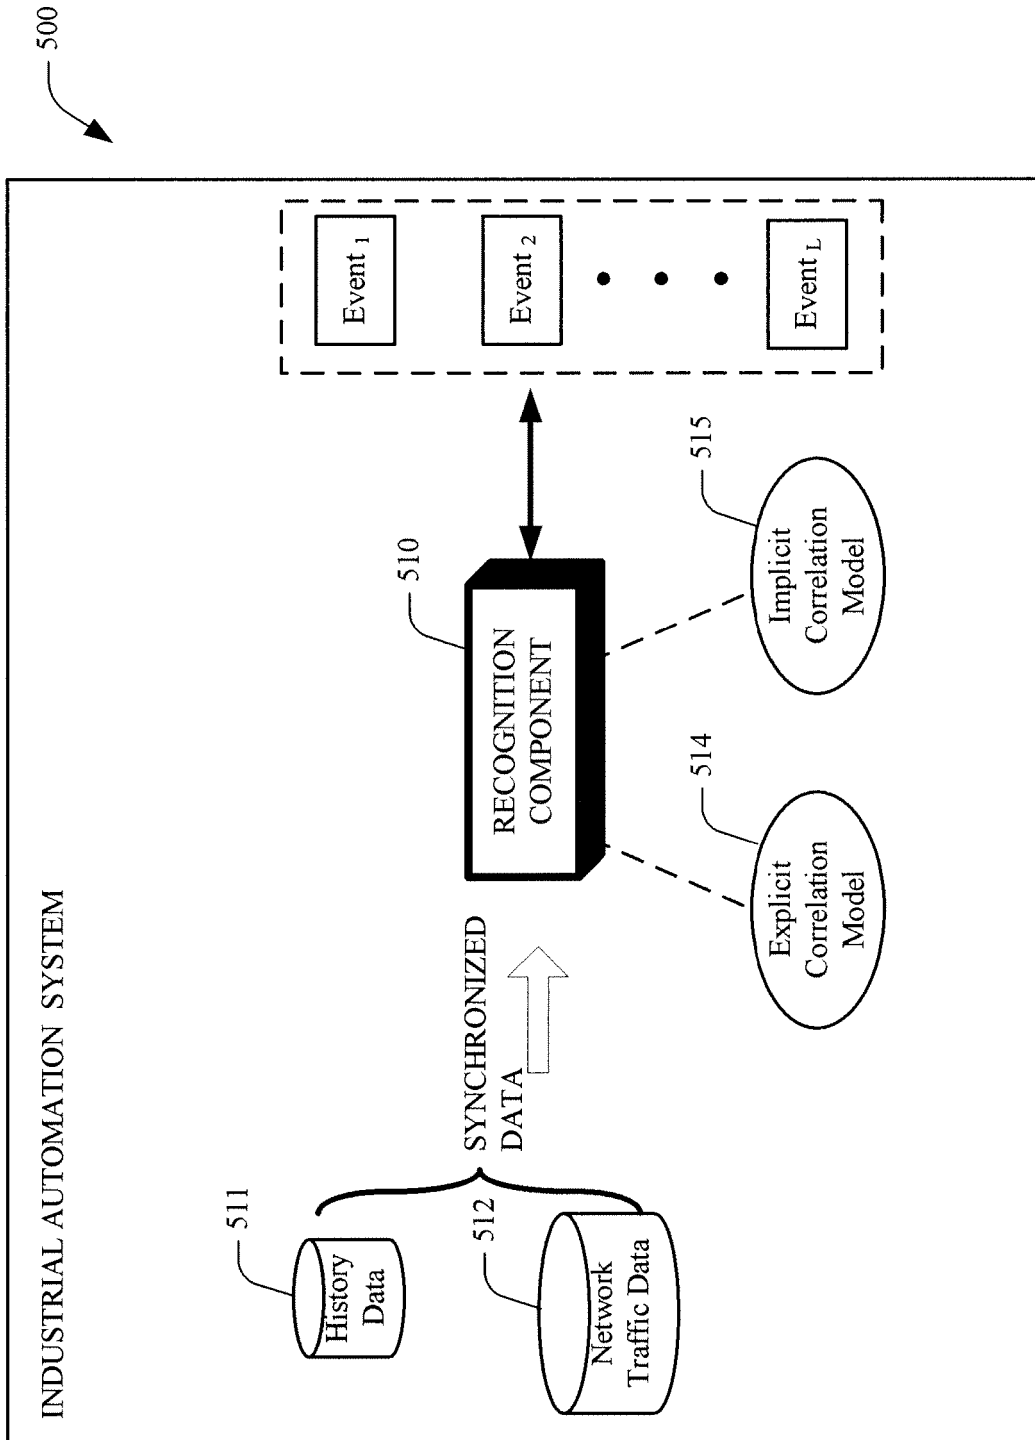 500
INDUSTRIAL AUTOMATION SYSTEM
511
History
Data
512
Network
Traffic Data
SYNCHRONIZED
DATA
510
RECOGNITION
COMPONENT
Event 1
Event 2
Event L
514
Explicit
Correlation
Model
515
Implicit
Correlation
Model